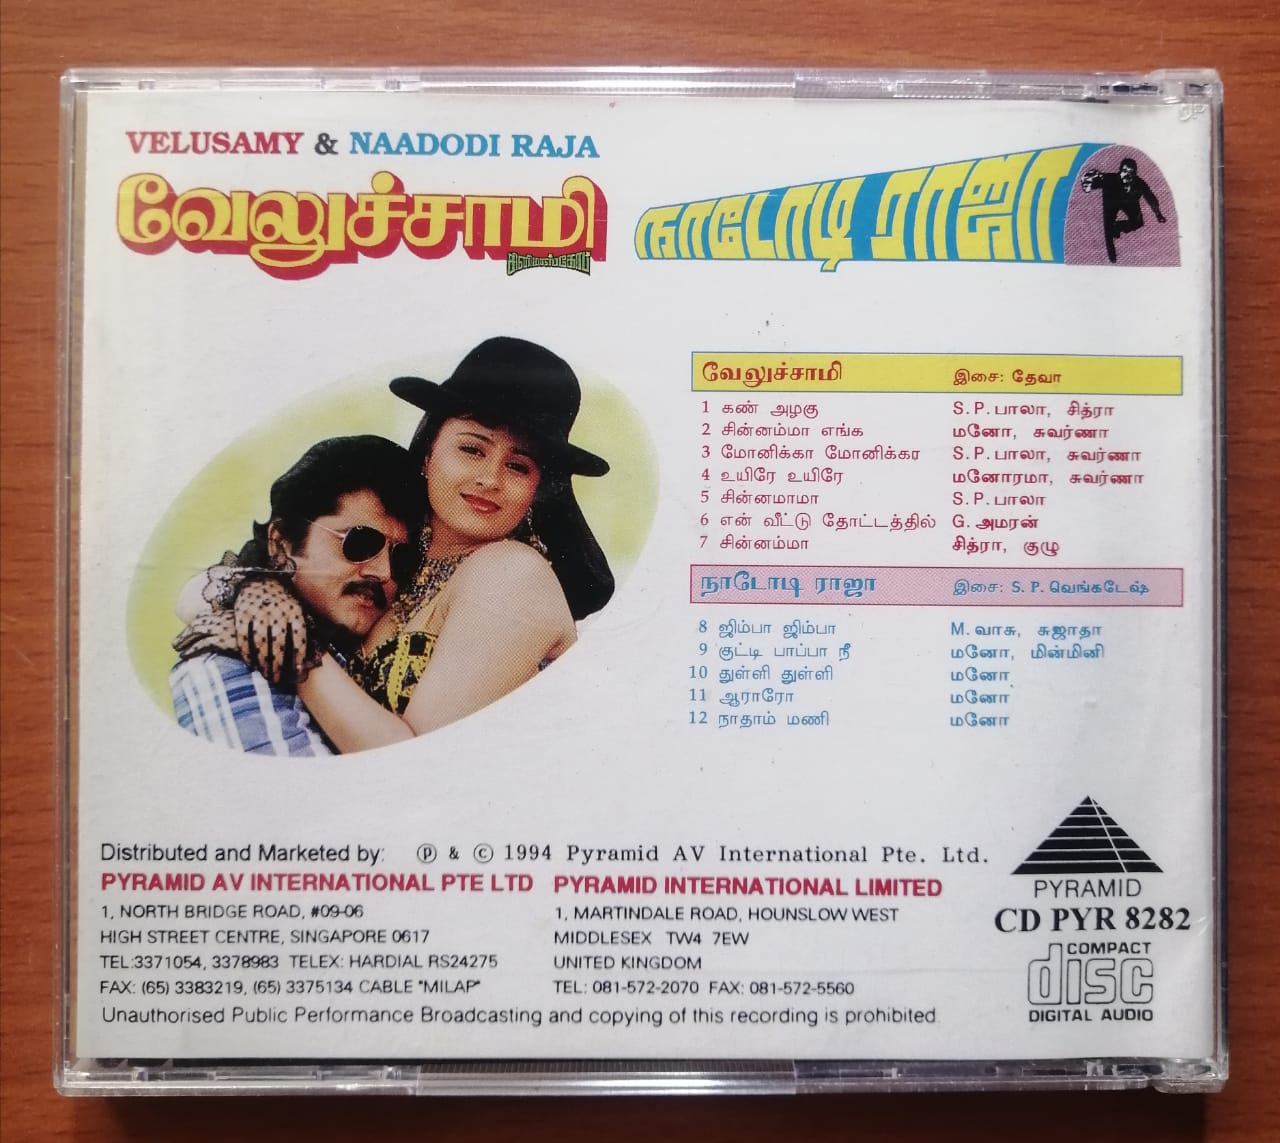 VELUSAMY & NAADODI RAJA
வேலுச்சாமி
சினிமாஸ்கோப்
நாடோடி ராஜா
வேலுச்சாமி இசை: தேவா
1 கண் அழகு S. P. பாலா, சித்ரா
2 சின்னம்மா எங்க மனோ, சுவர்ணா
3 மோனிக்கா மோனிக்கா S. P. பாலா, சுவர்ணா
4 உயிரே உயிரே மனோரமா, சுவர்ணா
5 சின்னமாமா S. P. பாலா
6 என் வீட்டு தோட்டத்தில் G. அமரன்
7 சின்னம்மா சித்ரா, குழு
நாடோடி ராஜா இசை: S. P. வெங்கடேஷ்
8 ஜிம்பா ஜிம்பா M. வாசு, சுஜாதா
9 குட்டி பாப்பா நீ மனோ, மின்மினி
10 துள்ளி துள்ளி மனோ
11 ஆராரோ மனோ
12 நாதாம் மணி மனோ
Distributed and Marketed by: ℗ & © 1994 Pyramid AV International Pte. Ltd.
PYRAMID AV INTERNATIONAL PTE LTD
1, NORTH BRIDGE ROAD, #09-06
HIGH STREET CENTRE, SINGAPORE 0617
TEL:3371054, 3378983 TELEX: HARDIAL RS24275
FAX: (65) 3383219, (65) 3375134 CABLE "MILAP"
PYRAMID INTERNATIONAL LIMITED
1, MARTINDALE ROAD, HOUNSLOW WEST
MIDDLESEX TW4 7EW
UNITED KINGDOM
TEL: 081-572-2070 FAX: 081-572-5560
Unauthorised Public Performance Broadcasting and copying of this recording is prohibited.
PYRAMID
CD PYR 8282
COMPACT
disc
DIGITAL AUDIO